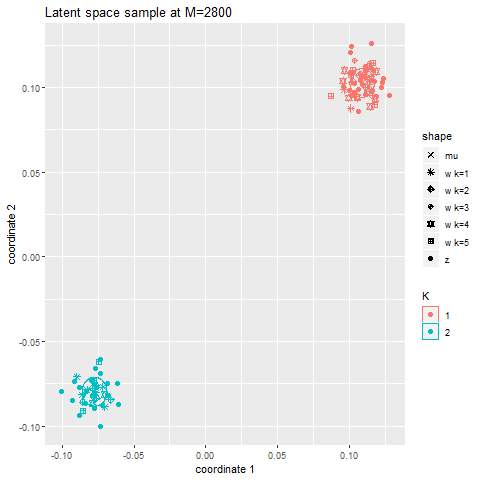 Latent space sample at M=2800
coordinate 2
0.10
0.05
0.00
-0.05
-0.10
-0.10
-0.05
0.00
0.05
0.10
coordinate 1
shape
mu
w k=1
w k=2
w k=3
w k=4
w k=5
z
K
1
2